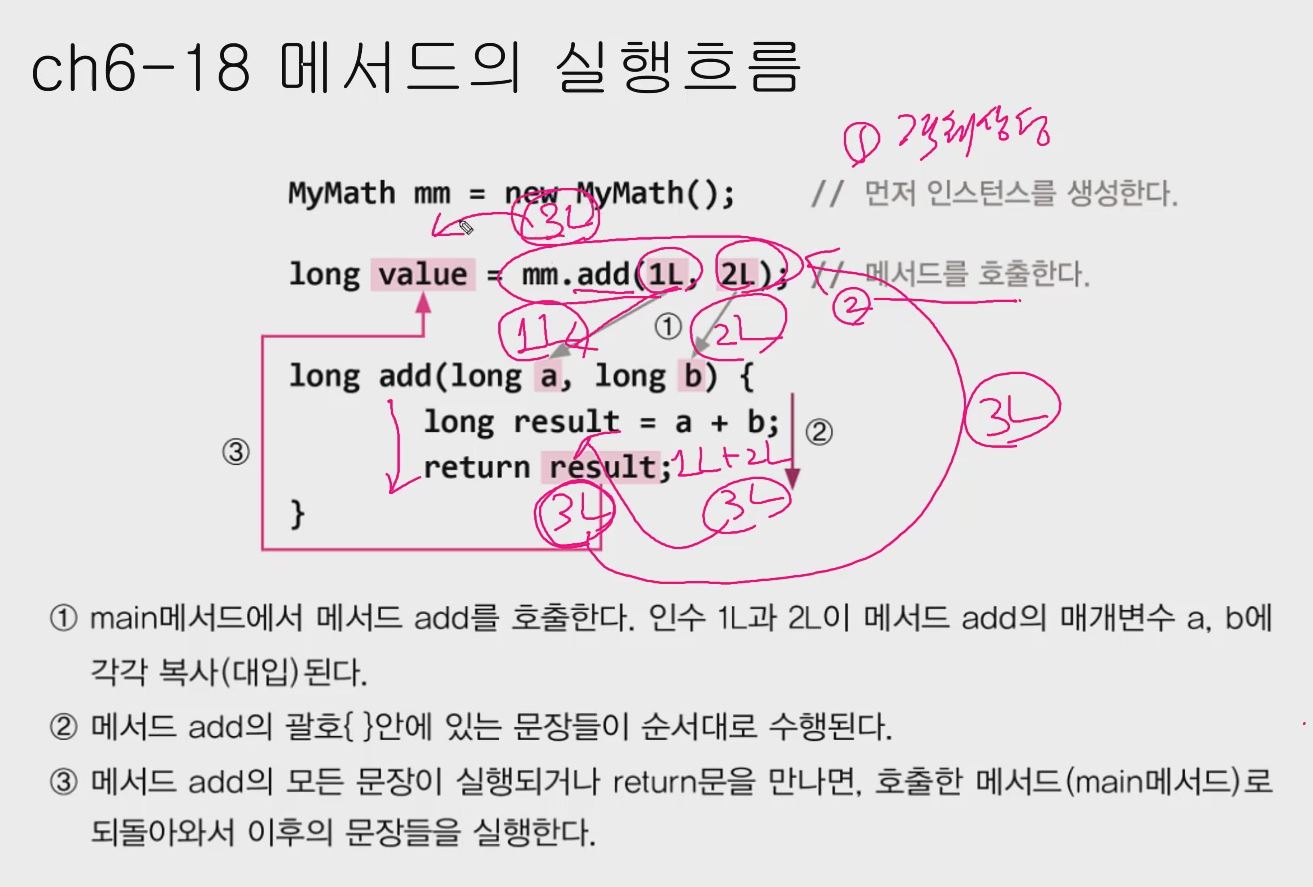 ch6-18 메서드의 실행흐름
① 객체생성
MyMath mm = new MyMath(); // 먼저 인스턴스를 생성한다.
3L
long value = mm.add(1L, 2L); // 메서드를 호출한다.
②
1L ① 2L
long add(long a, long b) {
3L
long result = a + b; ②
③ return result; 1L+2L
3L 3L
}
① main메서드에서 메서드 add를 호출한다. 인수 1L과 2L이 메서드 add의 매개변수 a, b에
각각 복사(대입)된다.
② 메서드 add의 괄호{ }안에 있는 문장들이 순서대로 수행된다.
③ 메서드 add의 모든 문장이 실행되거나 return문을 만나면, 호출한 메서드(main메서드)로
되돌아와서 이후의 문장들을 실행한다.